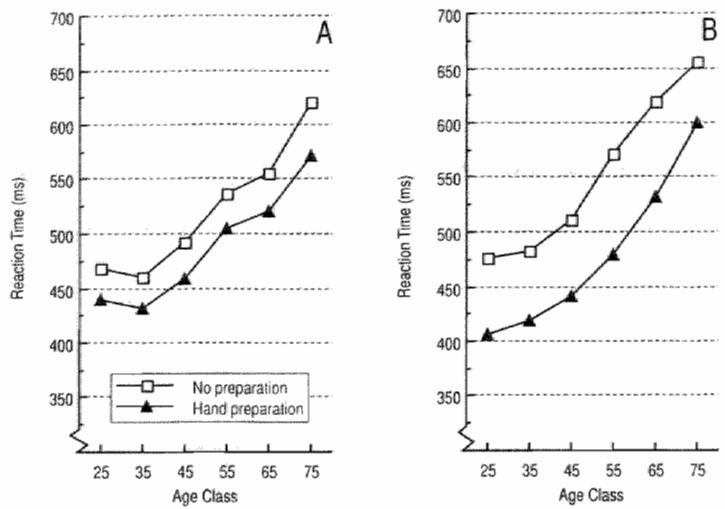 A
700
650
600
550
500
450
400
350
Reaction Time (ms)
No preparation
Hand preparation
25 35 45 55 65 75
Age Class
B
700
650
600
550
500
450
400
350
Reaction Time (ms)
25 35 45 55 65 75
Age Class